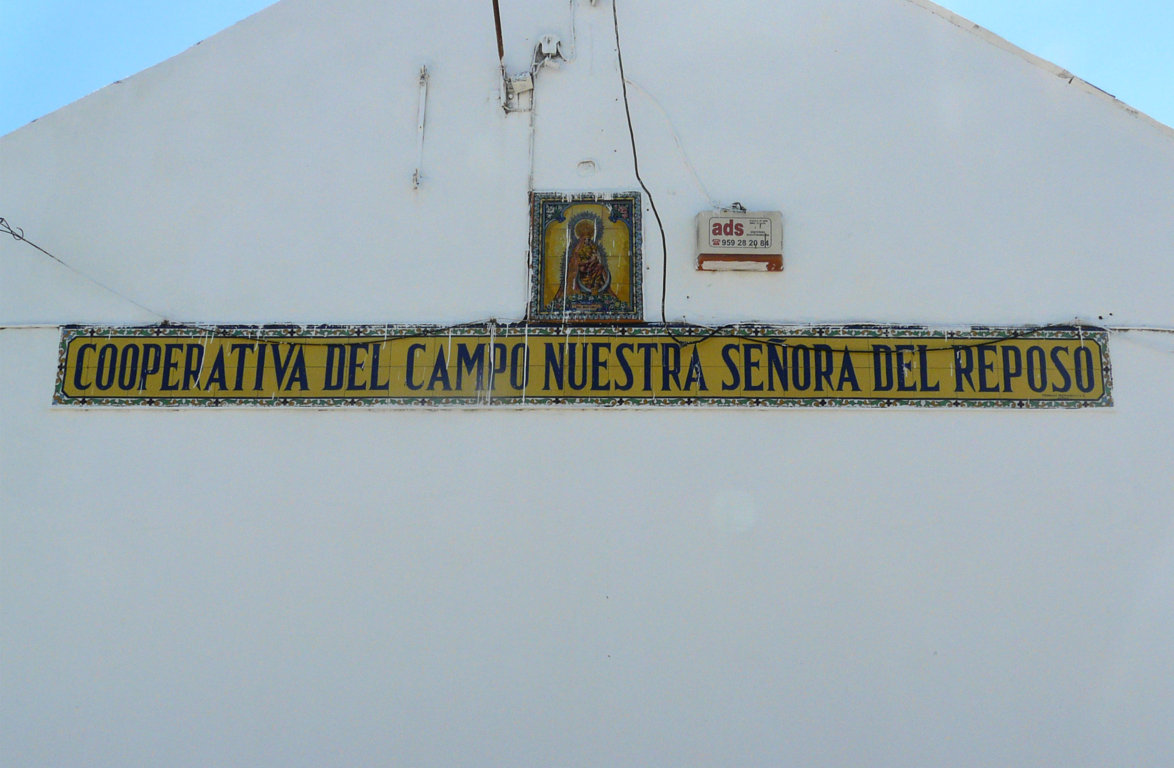 ads
959 28 20 84
COOPERATIVA DEL CAMPO NUESTRA SEÑORA DEL REPOSO